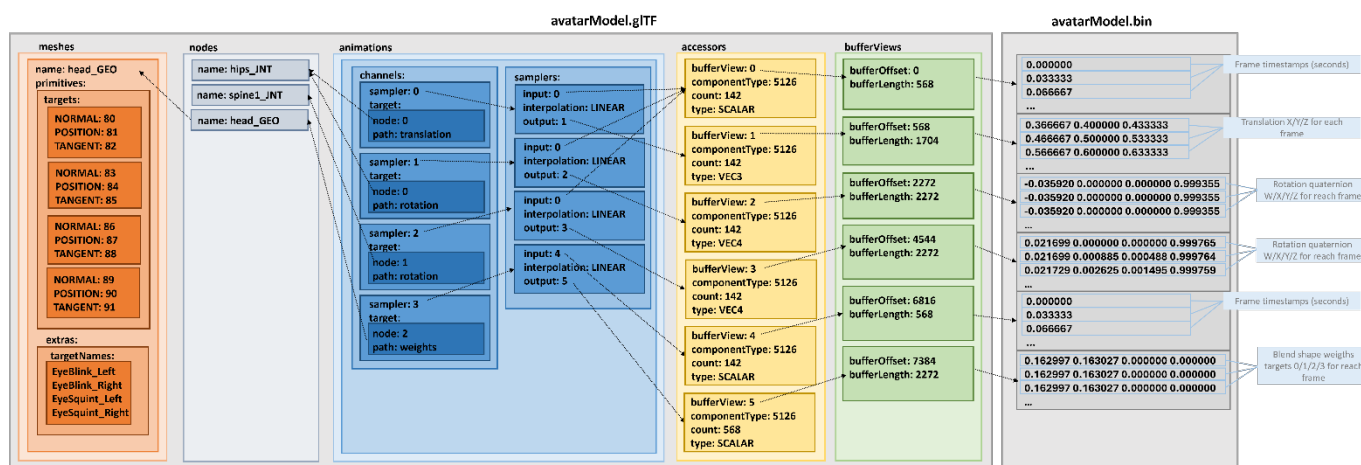 avatarModel.glTF
meshes
name: head_GEO
primitives:
targets:
NORMAL: 80
POSITION: 81
TANGENT: 82
NORMAL: 83
POSITION: 84
TANGENT: 85
NORMAL: 86
POSITION: 87
TANGENT: 88
NORMAL: 89
POSITION: 90
TANGENT: 91
extras:
targetNames:
EyeBlink_Left
EyeBlink_Right
EyeSquint_Left
EyeSquint_Right
nodes
name: hips_JNT
name: spine1_JNT
name: head_GEO
animations
channels:
sampler: 0
target:
node: 0
path: translation
sampler: 1
target:
node: 0
path: rotation
sampler: 2
target:
node: 1
path: rotation
sampler: 3
target:
node: 2
path: weights
samplers:
input: 0
interpolation: LINEAR
output: 1
input: 0
interpolation: LINEAR
output: 2
input: 0
interpolation: LINEAR
output: 3
input: 4
interpolation: LINEAR
output: 5
accessors
bufferView: 0
componentType: 5126
count: 142
type: SCALAR
bufferView: 1
componentType: 5126
count: 142
type: VEC3
bufferView: 2
componentType: 5126
count: 142
type: VEC4
bufferView: 3
componentType: 5126
count: 142
type: VEC4
bufferView: 4
componentType: 5126
count: 142
type: SCALAR
bufferView: 5
componentType: 5126
count: 568
type: SCALAR
bufferViews
bufferOffset: 0
bufferLength: 568
bufferOffset: 568
bufferLength: 1704
bufferOffset: 2272
bufferLength: 2272
bufferOffset: 4544
bufferLength: 2272
bufferOffset: 6816
bufferLength: 568
bufferOffset: 7384
bufferLength: 2272
avatarModel.bin
0.000000
0.033333
0.066667
...
0.366667 0.400000 0.433333
0.466667 0.500000 0.533333
0.566667 0.600000 0.633333
...
-0.035920 0.000000 0.000000 0.999355
-0.035920 0.000000 0.000000 0.999355
-0.035920 0.000000 0.000000 0.999355
...
0.021699 0.000000 0.000000 0.999765
0.021699 0.000885 0.000488 0.999764
0.021729 0.002625 0.001495 0.999759
...
0.000000
0.033333
0.066667
...
0.162997 0.163027 0.000000 0.000000
0.162997 0.163027 0.000000 0.000000
0.162997 0.163027 0.000000 0.000000
...
Frame timestamps (seconds)
Translation X/Y/Z for each
frame
Rotation quaternion
W/X/Y/Z for reach frame
Rotation quaternion
W/X/Y/Z for reach frame
Frame timestamps (seconds)
Blend shape weigths
targets 0/1/2/3 for reach
frame